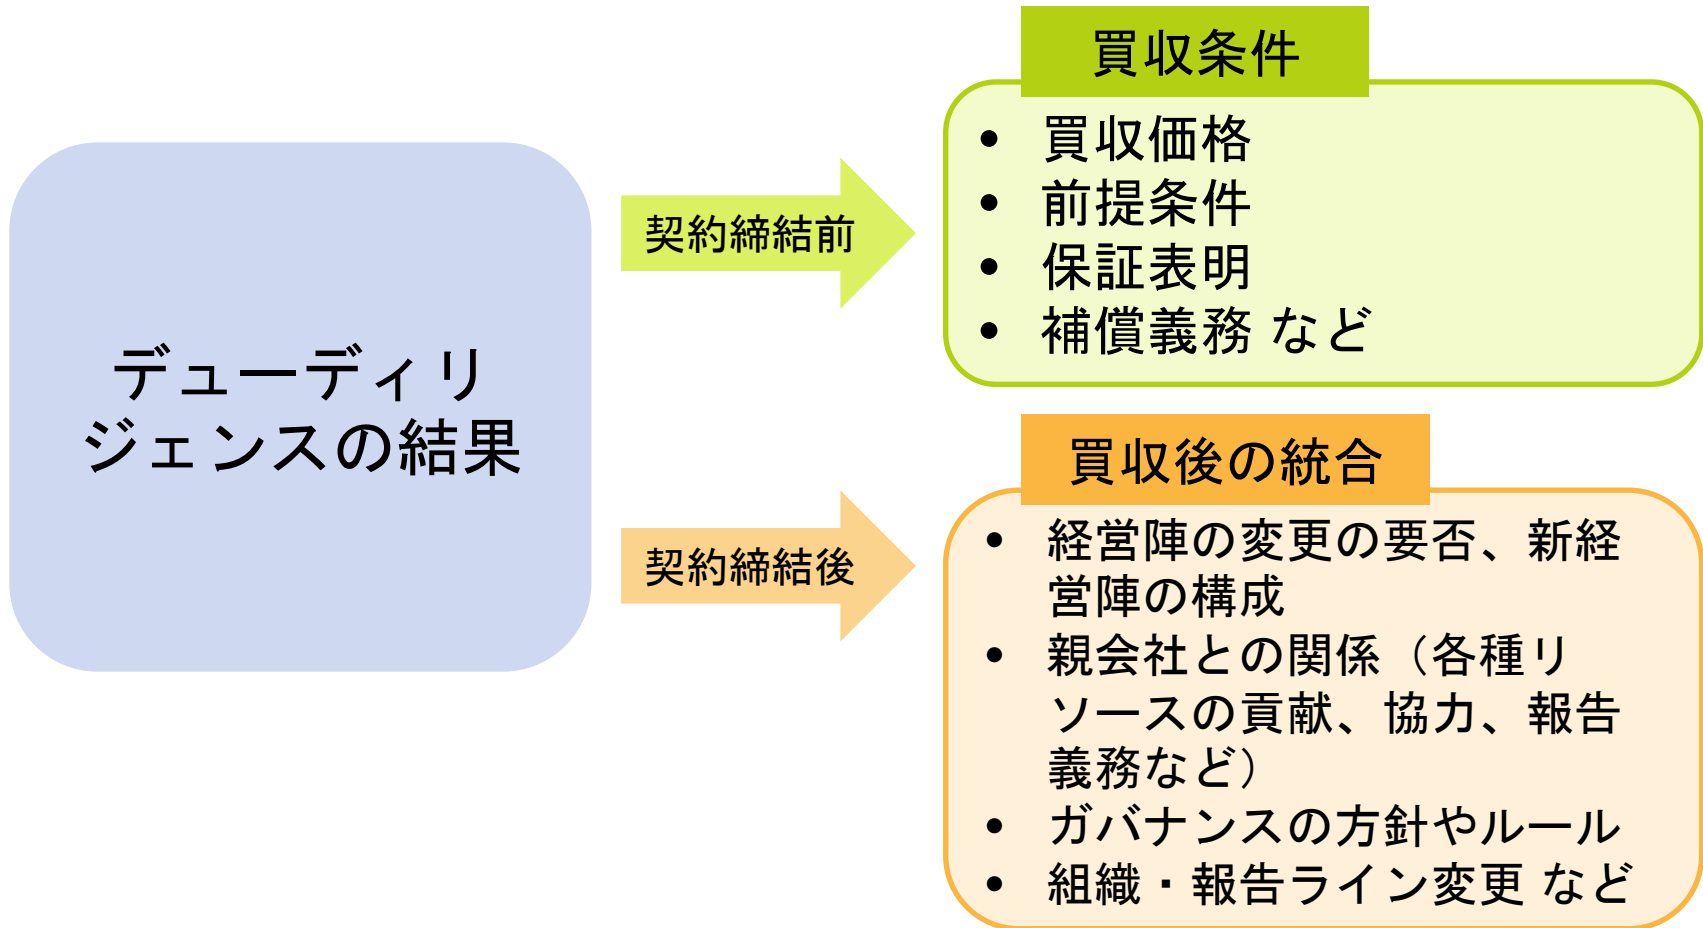 デューディリ
ジェンスの結果
契約締結前
買収条件
• 買収価格
• 前提条件
• 保証表明
• 補償義務 など
契約締結後
買収後の統合
• 経営陣の変更の要否、新経
営陣の構成
• 親会社との関係（各種リ
ソースの貢献、協力、報告
義務など）
• ガバナンスの方針やルール
• 組織・報告ライン変更 など